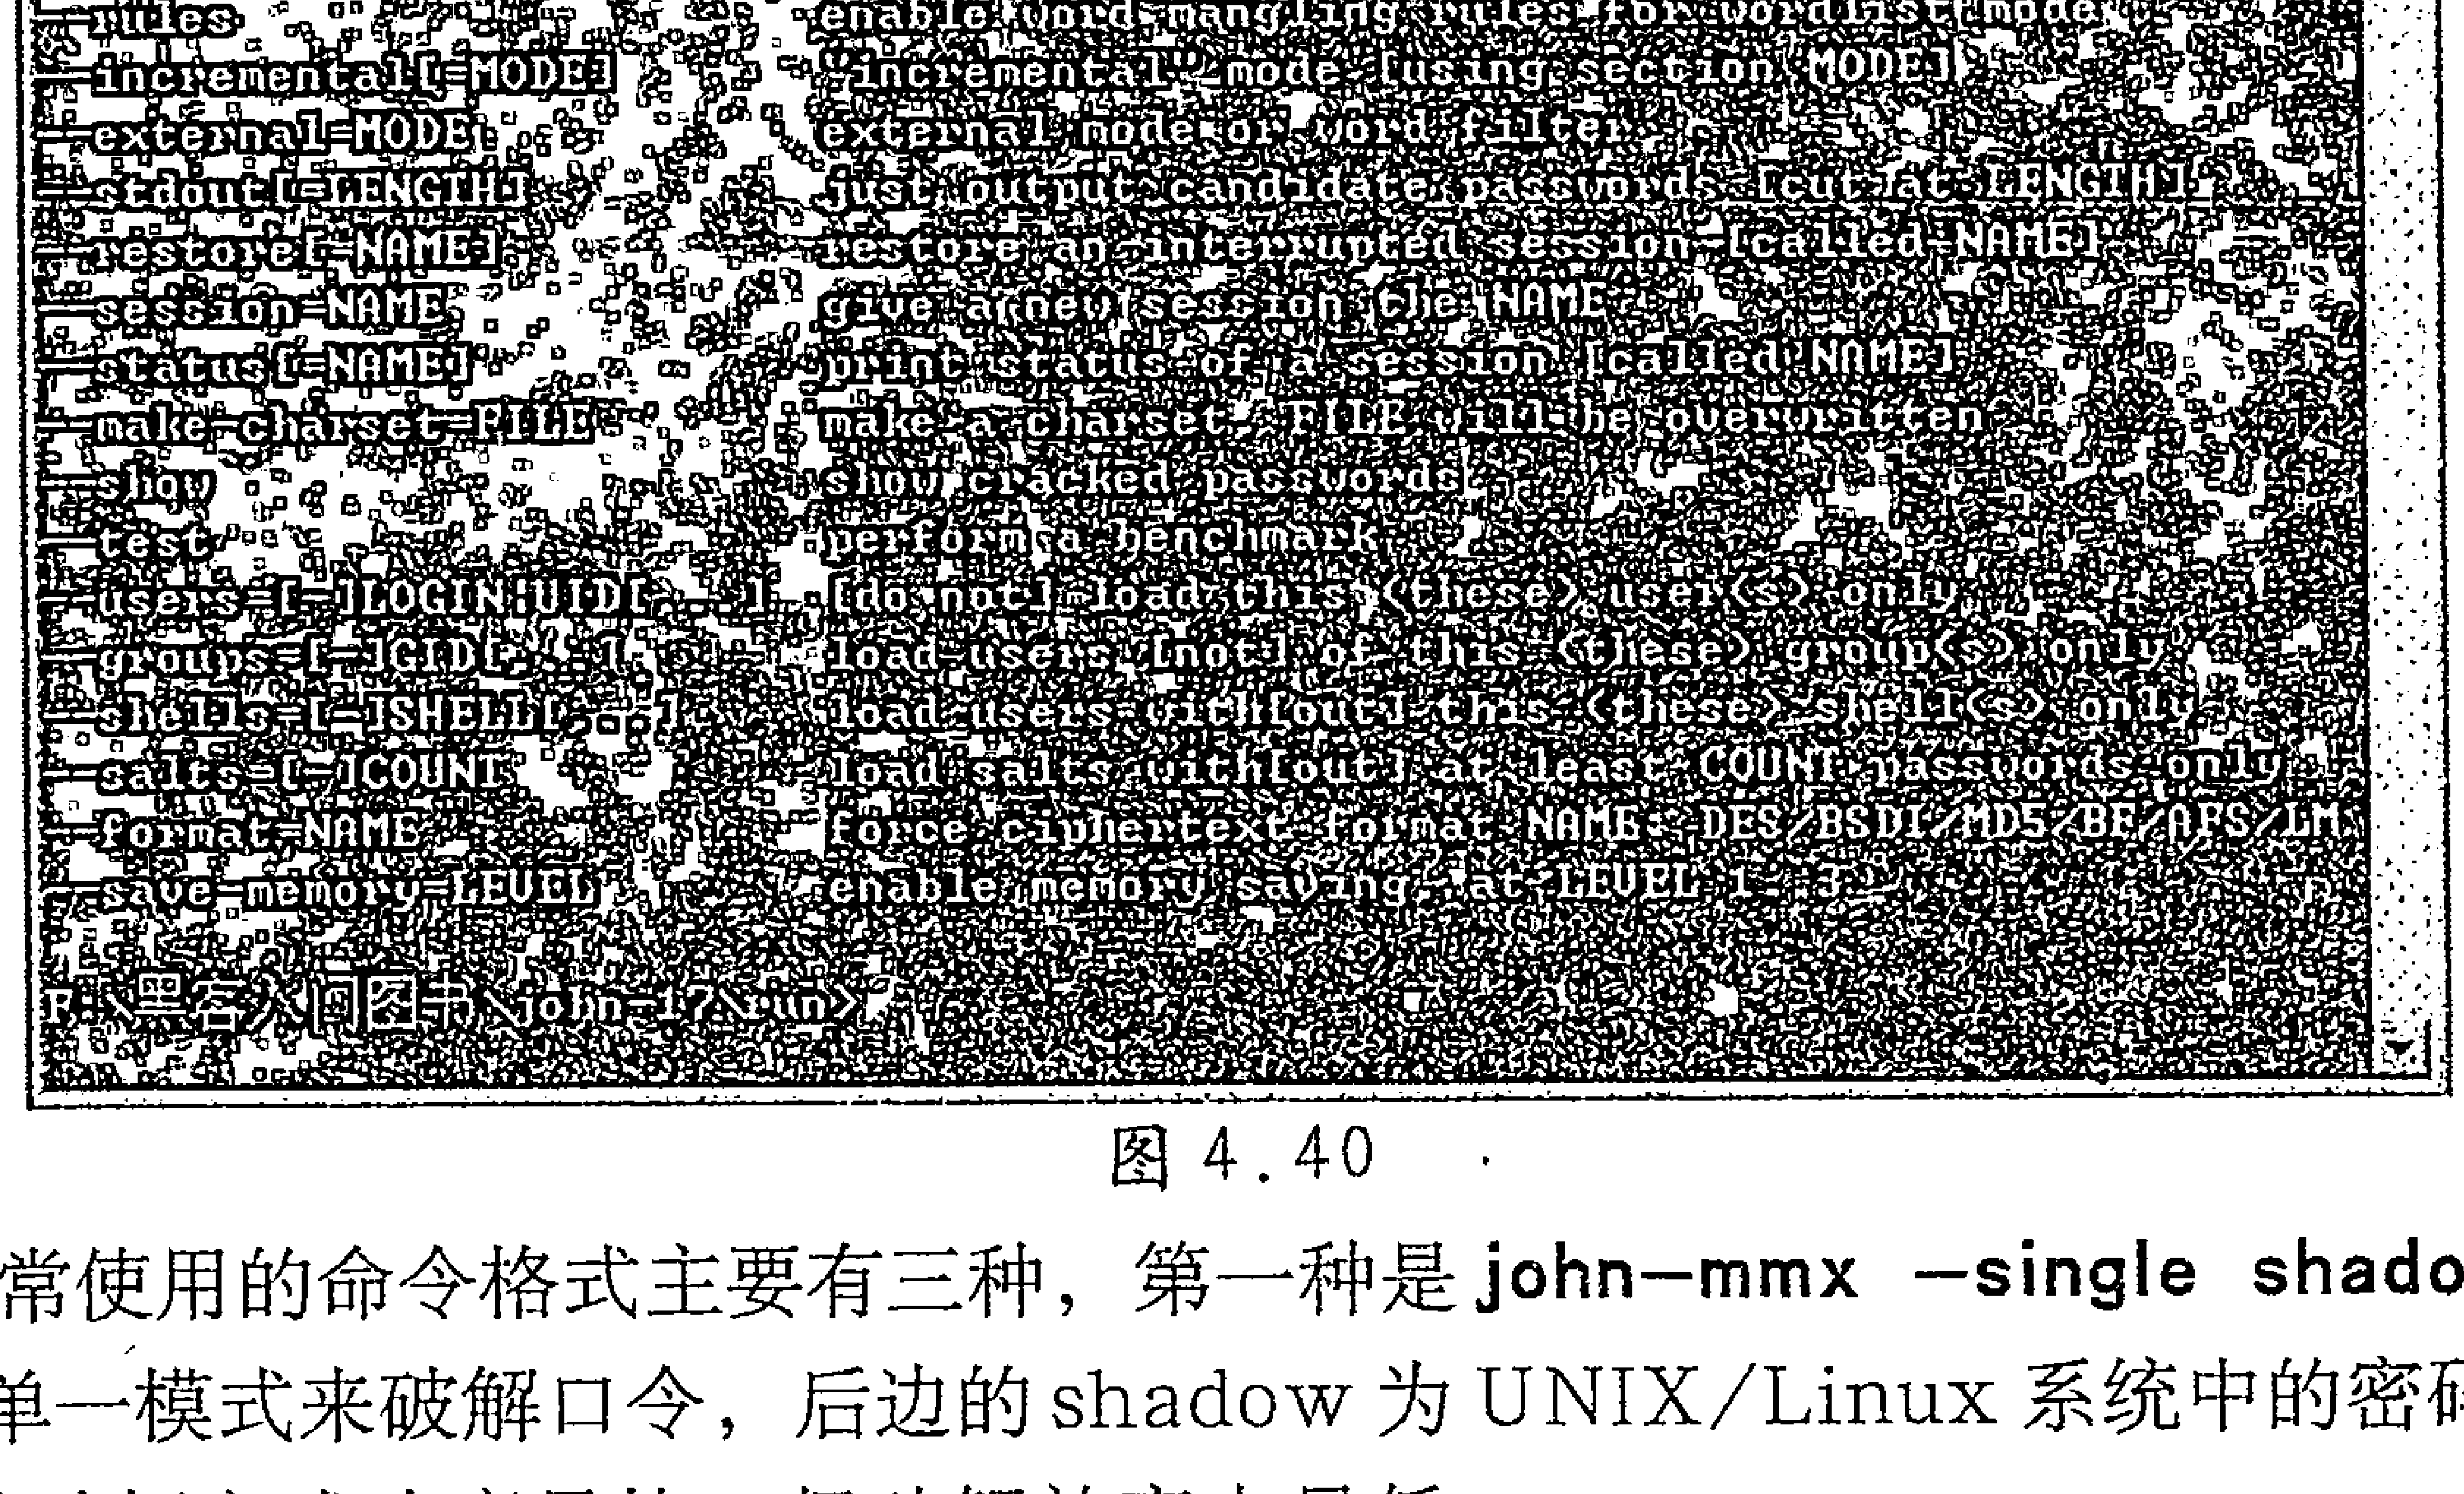 --rules enable word mangling rules for wordlist mode
--incremental[=MODE] "incremental" mode [using section MODE]
--external=MODE external mode or word filter
--stdout[=LENGTH] just output candidate passwords [cut at LENGTH]
--restore[=NAME] restore an interrupted session [called NAME]
--session=NAME give a new session the NAME
--status[=NAME] print status of a session [called NAME]
--make-charset=FILE make a charset, FILE will be overwritten
--show show cracked passwords
--test perform a benchmark
--users=[-]LOGIN|UID[,..] [do not] load this (these) user(s) only
--groups=[-]GID[,..] load users [not] of this (these) group(s) only
--shells=[-]SHELL[,..] load users with[out] this (these) shell(s) only
--salts=[-]COUNT load salts with[out] at least COUNT passwords only
--format=NAME force ciphertext format NAME: DES/BSDI/MD5/BF/AFS/LM
--save-memory=LEVEL enable memory saving, at LEVEL 1..3
F:\黑客入门图书\john-17\run>
图 4.40
常使用的命令格式主要有三种，第一种是 john—mmx —single shado
单一模式来破解口令，后边的 shadow 为 UNIX/Linux 系统中的密码